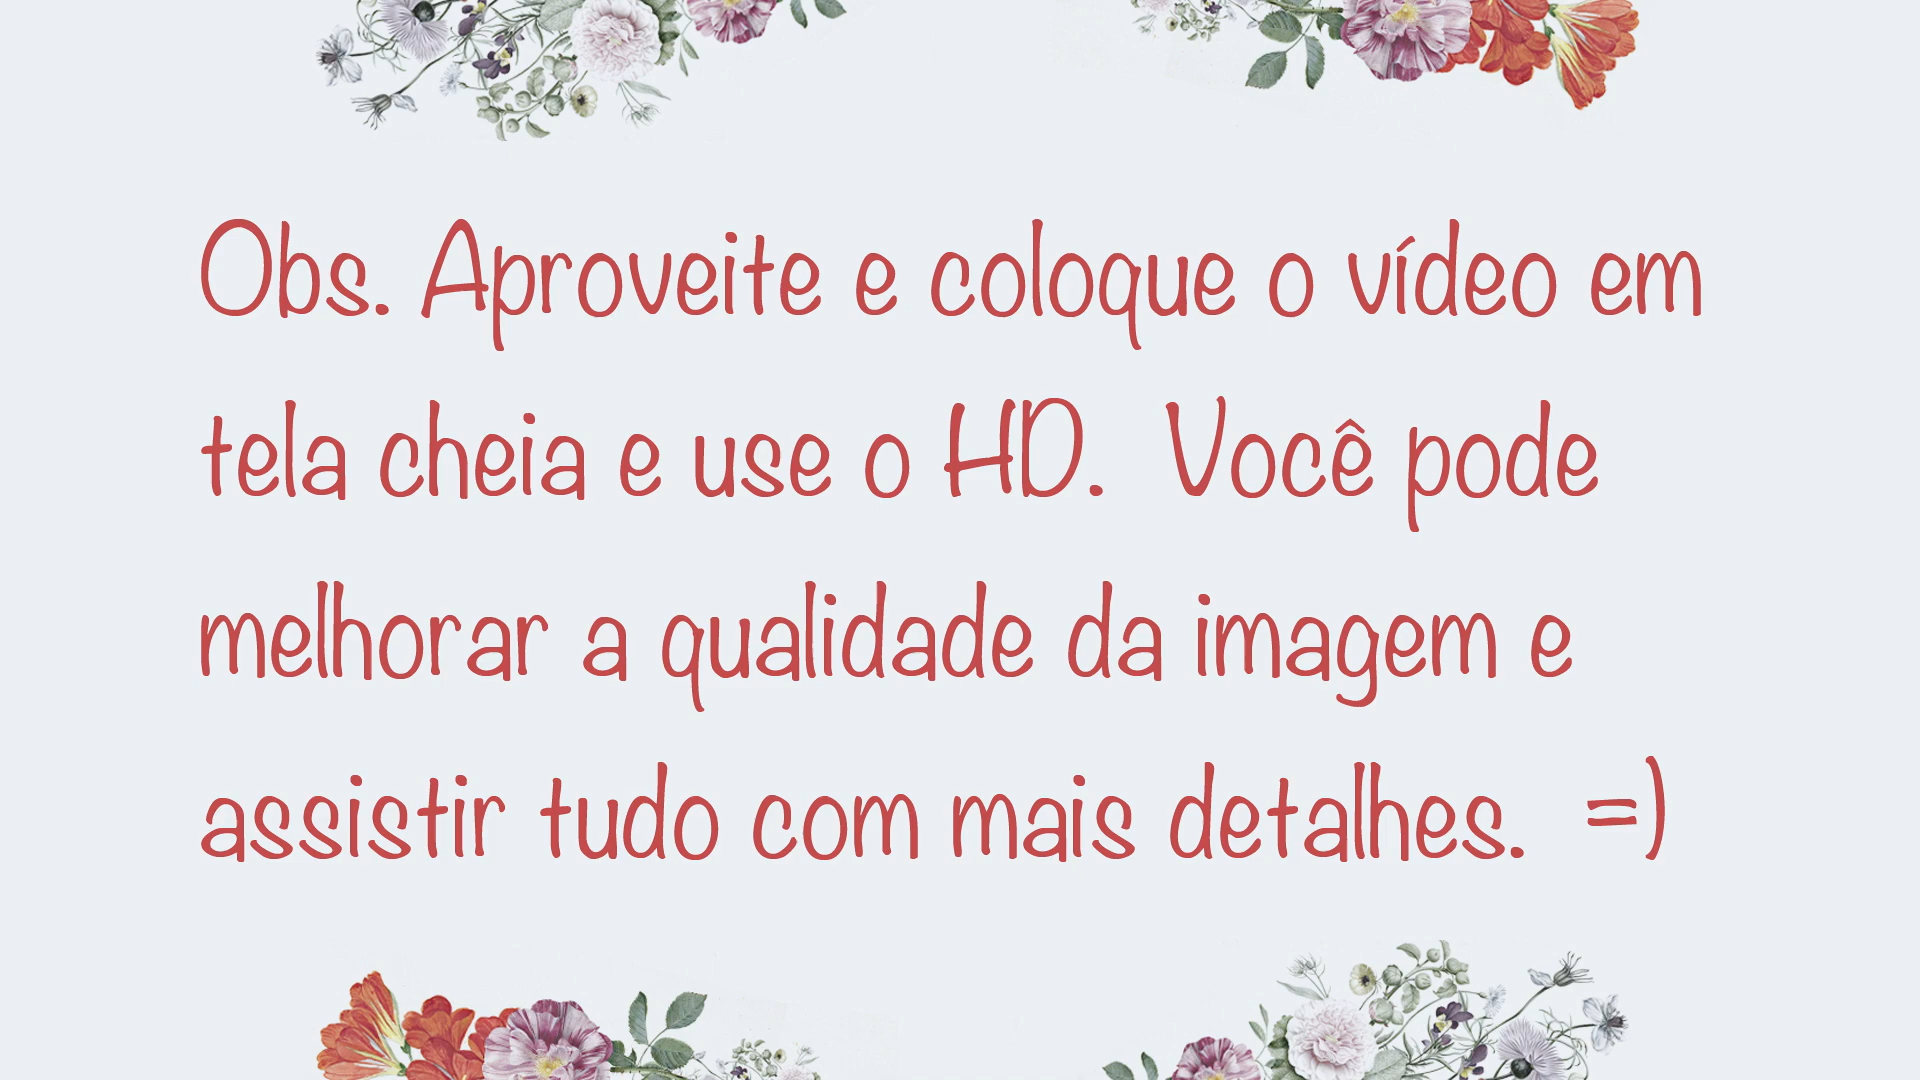 Obs. Aproveite e coloque o vídeo em
tela cheia e use o HD. Você pode
melhorar a qualidade da imagem e
assistir tudo com mais detalhes. =)